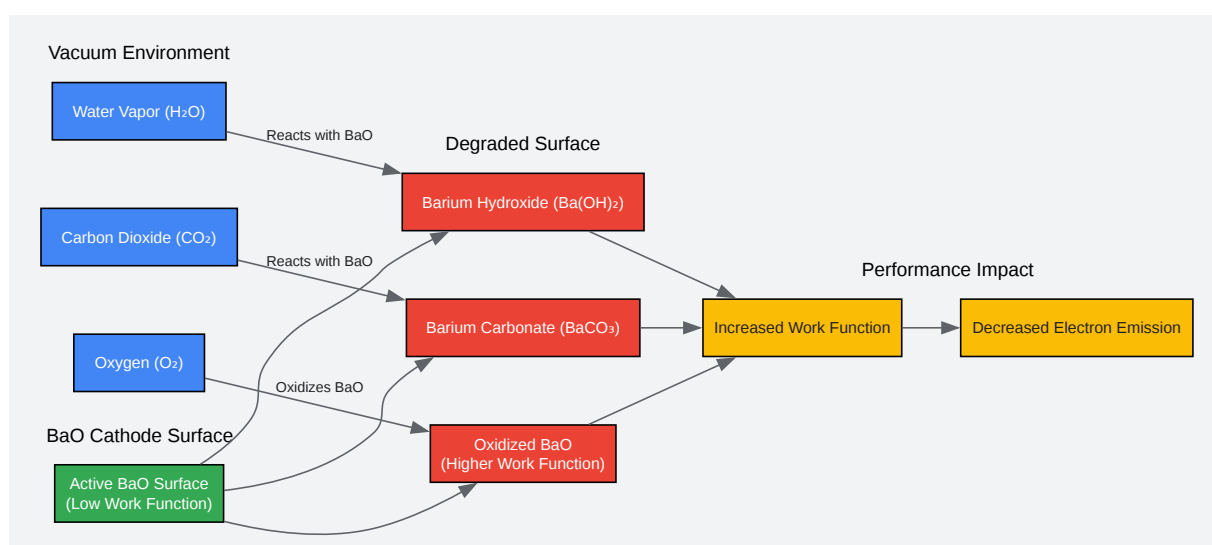 Vacuum Environment
Water Vapor (H₂O)
Reacts with BaO
Degraded Surface
Barium Hydroxide (Ba(OH)₂)
Carbon Dioxide (CO₂)
Reacts with BaO
Performance Impact
Barium Carbonate (BaCO₃)
Increased Work Function
Decreased Electron Emission
Oxygen (O₂)
Oxidizes BaO
BaO Cathode Surface
Oxidized BaO
(Higher Work Function)
Active BaO Surface
(Low Work Function)